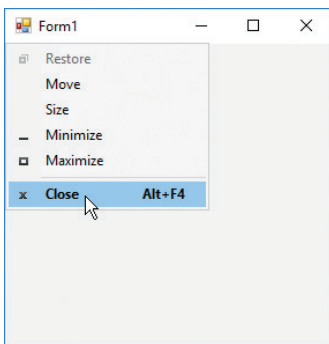 Form1
Restore
Move
Size
Minimize
Maximize
Close Alt+F4